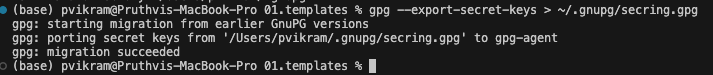 (base) pvikram@Pruthvis-MacBook-Pro 01.templates % gpg --export-secret-keys > ~/.gnupg/secring.gpg
gpg: starting migration from earlier GnuPG versions
gpg: porting secret keys from '/Users/pvikram/.gnupg/secring.gpg' to gpg-agent
gpg: migration succeeded
(base) pvikram@Pruthvis-MacBook-Pro 01.templates %